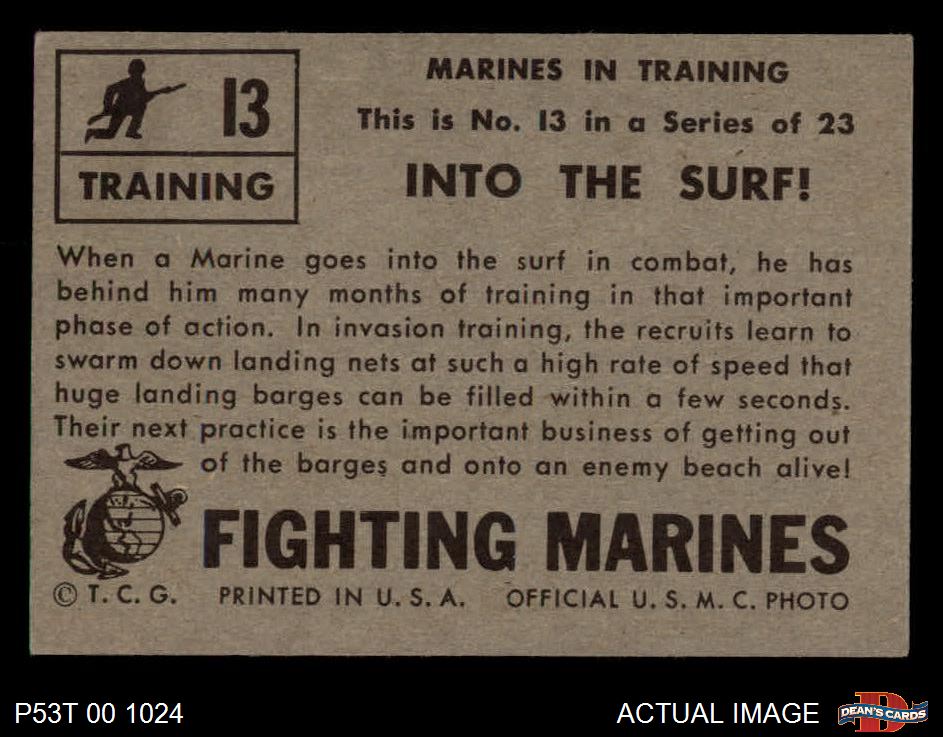 13
TRAINING
MARINES IN TRAINING
This is No. 13 in a Series of 23
INTO THE SURF!
When a Marine goes into the surf in combat, he has
behind him many months of training in that important
phase of action. In invasion training, the recruits learn to
swarm down landing nets at such a high rate of speed that
huge landing barges can be filled within a few seconds.
Their next practice is the important business of getting out
of the barges and onto an enemy beach alive!
FIGHTING MARINES
© T. C. G. PRINTED IN U. S. A. OFFICIAL U. S. M. C. PHOTO
P53T 00 1024
ACTUAL IMAGE
D
DEAN'S CARDS